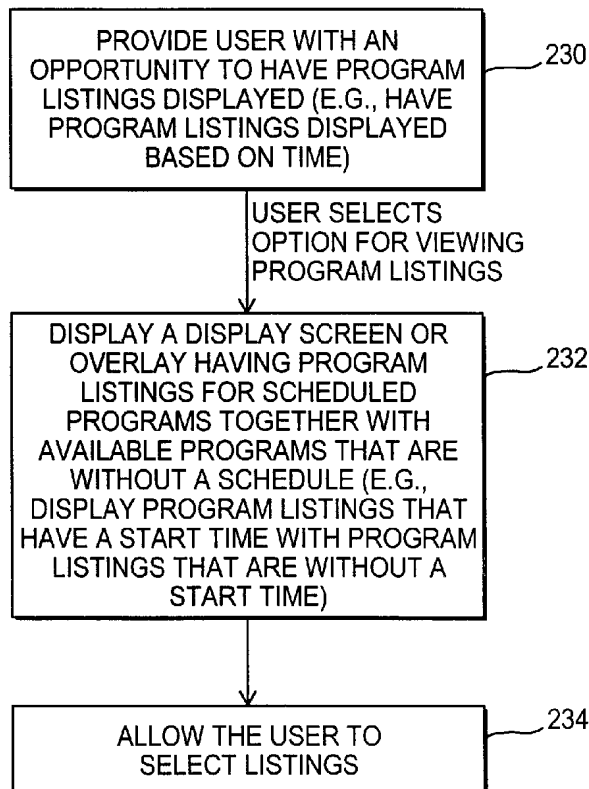 PROVIDE USER WITH AN
OPPORTUNITY TO HAVE PROGRAM
LISTINGS DISPLAYED (E.G., HAVE
PROGRAM LISTINGS DISPLAYED
BASED ON TIME)
230
USER SELECTS
OPTION FOR VIEWING
PROGRAM LISTINGS
DISPLAY A DISPLAY SCREEN OR
OVERLAY HAVING PROGRAM
LISTINGS FOR SCHEDULED
PROGRAMS TOGETHER WITH
AVAILABLE PROGRAMS THAT ARE
WITHOUT A SCHEDULE (E.G.,
DISPLAY PROGRAM LISTINGS THAT
HAVE A START TIME WITH PROGRAM
LISTINGS THAT ARE WITHOUT A
START TIME)
232
ALLOW THE USER TO
SELECT LISTINGS
234